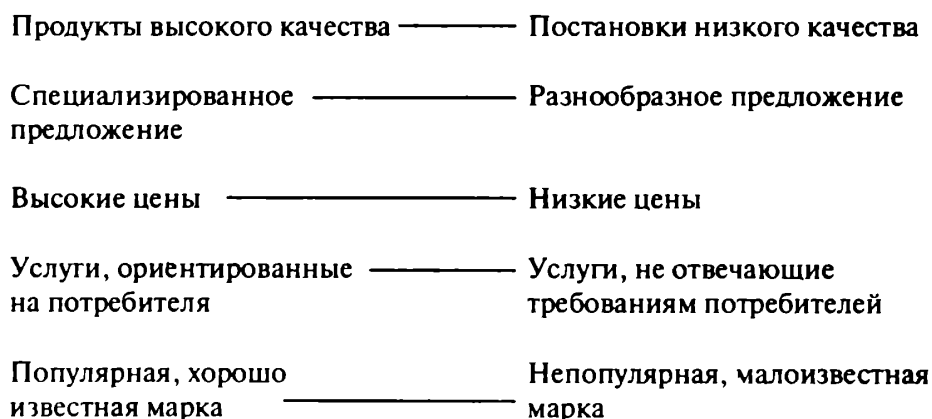 Продукты высокого качества Постановки низкого качества
Специализированное Разнообразное предложение
предложение
Высокие цены Низкие цены
Услуги, ориентированные Услуги, не отвечающие
на потребителя требованиям потребителей
Популярная, хорошо Непопулярная, малоизвестная
известная марка марка